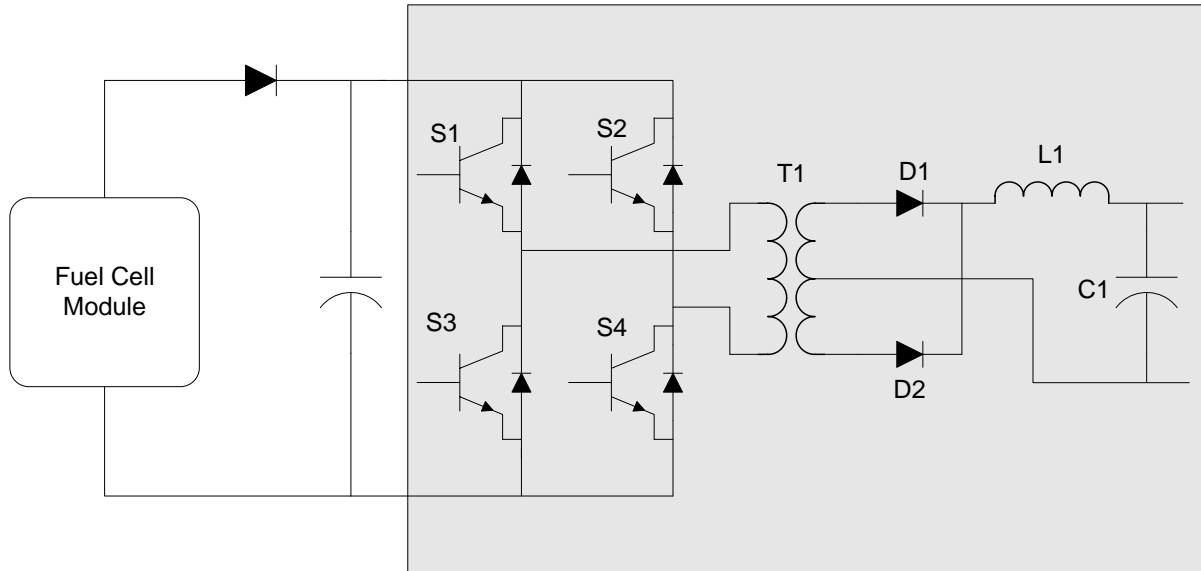 S1
S2
T1
D1
L1
Fuel Cell
Module
C1
S3
S4
D2